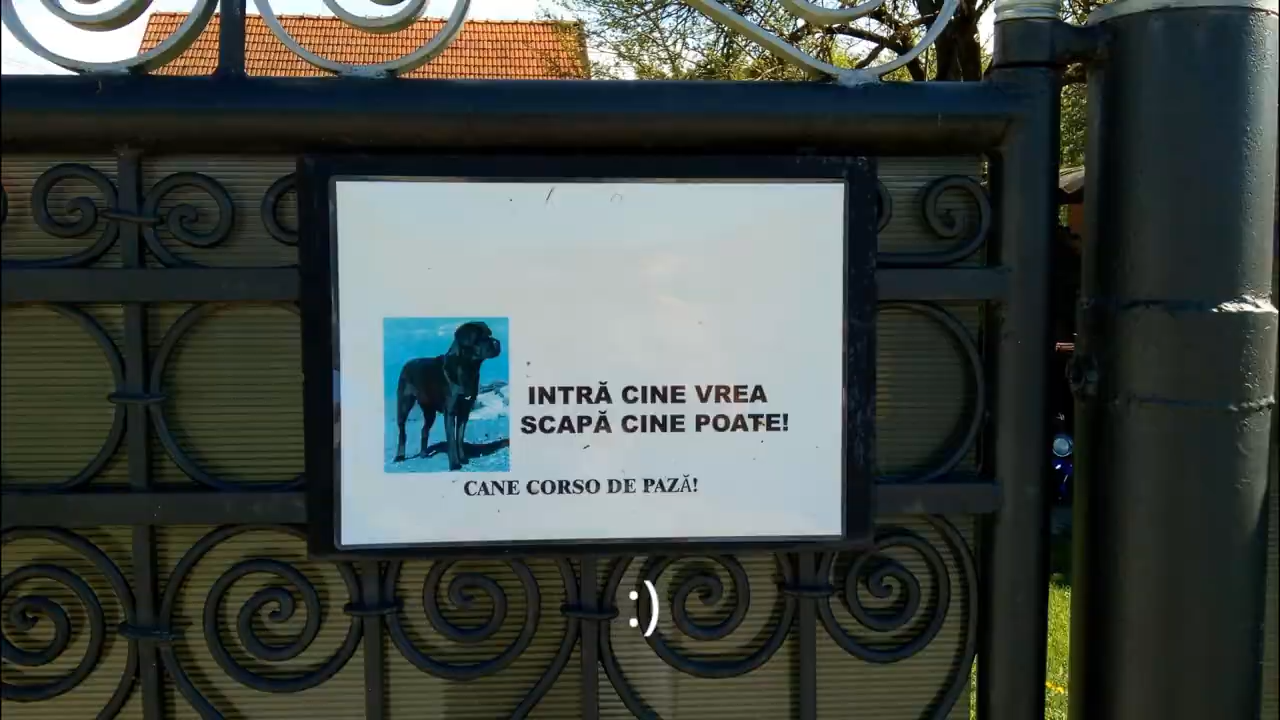 INTRĂ CINE VREA
SCAPĂ CINE POATE!
CANE CORSO DE PAZĂ!
:)